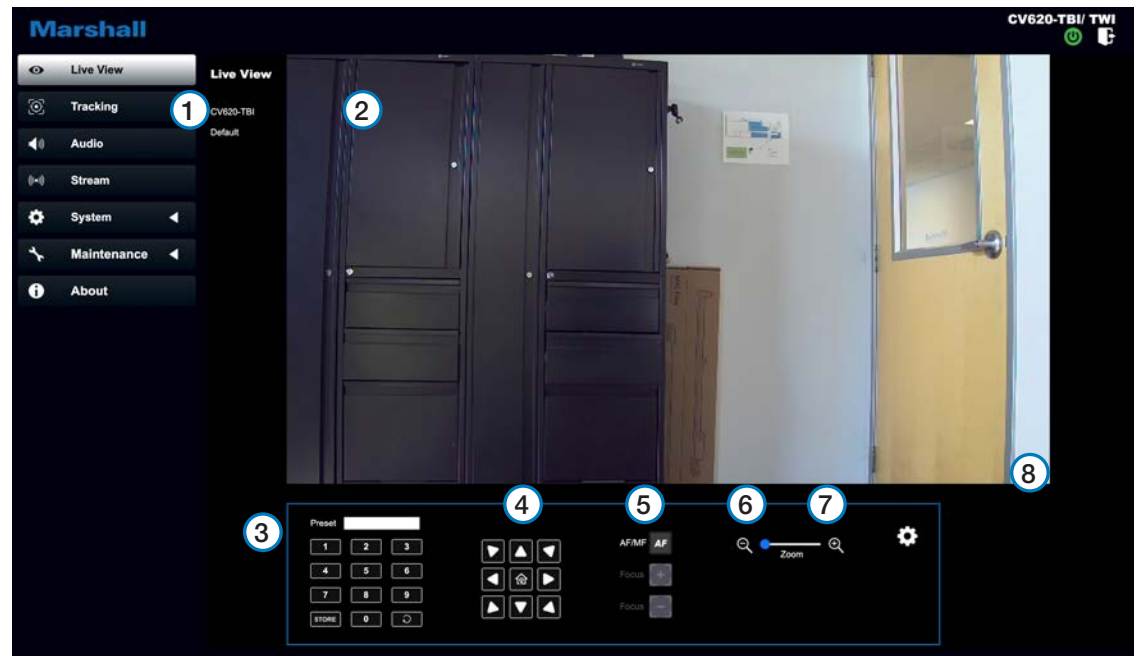 Marshall
CV620-TBI/ TWI
Live View
Tracking
Audio
Stream
System
Maintenance
About
Live View
CV620-TBI
Default
1
2
3
4
5
6
7
8
Preset
1 2 3
4 5 6
7 8 9
STORE 0
AF/MF AF
Focus +
Focus −
Zoom